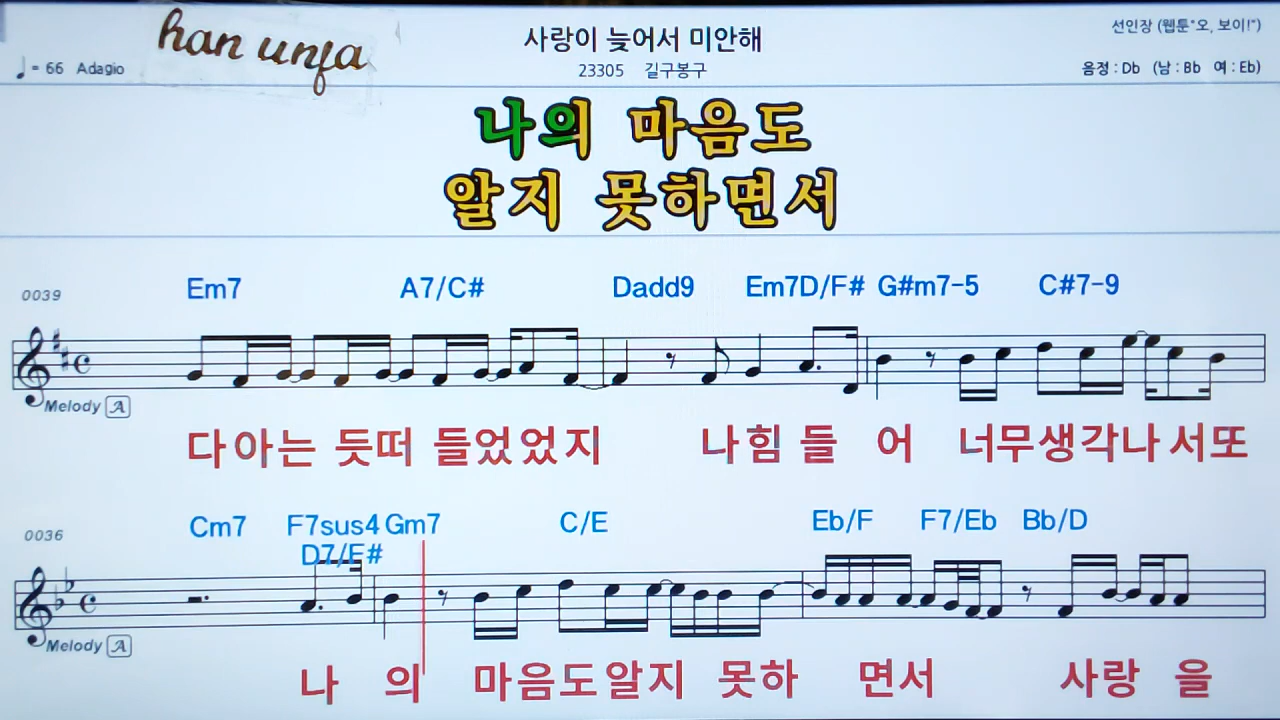 han unfa
사랑이 늦어서 미안해
선인장 (웹툰"오, 보이!")
♩= 66 Adagio
23305 길구봉구
음정 : Db (남 : Bb 여 : Eb)
나의 마음도
알지 못하면서
0039 Em7 A7/C# Dadd9 Em7D/F# G#m7-5 C#7-9
Melody A
다아는 듯떠 들었었지 나힘 들 어 너무생각나서또
0036 Cm7 F7sus4 Gm7 C/E Eb/F F7/Eb Bb/D
D7/F#
Melody A
나 의 마음도알지 못하 면서 사랑 을